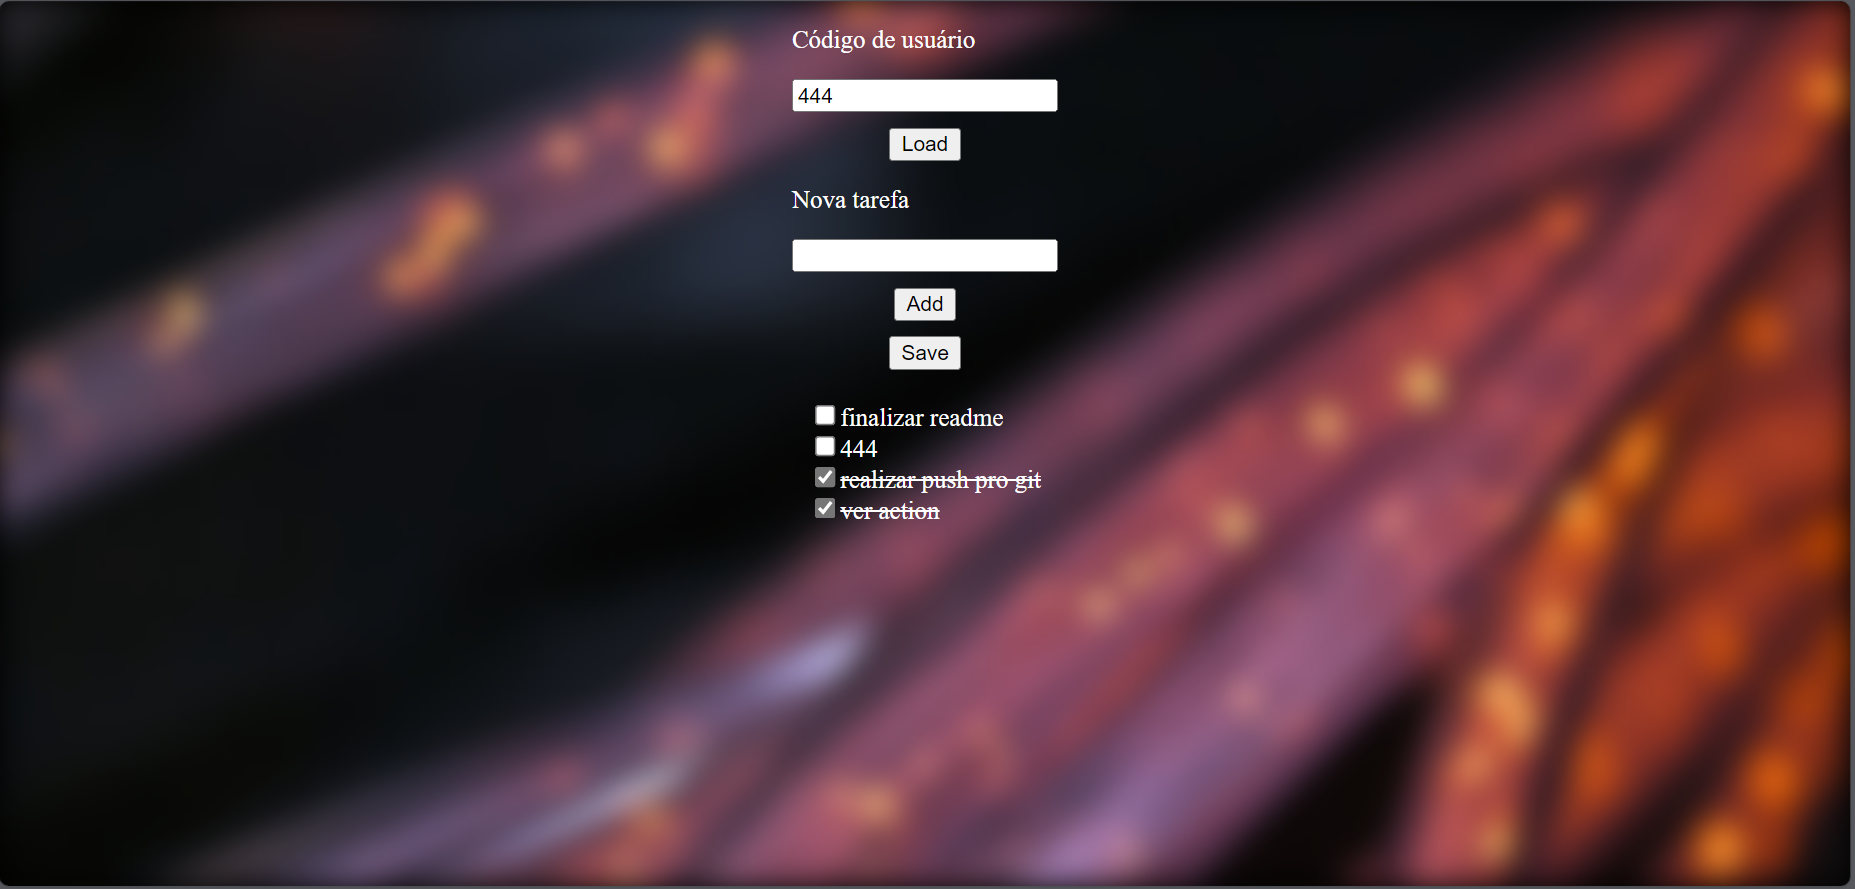 Código de usuário
444
Load
Nova tarefa
Add
Save
finalizar readme
444
realizar push pro git
ver action